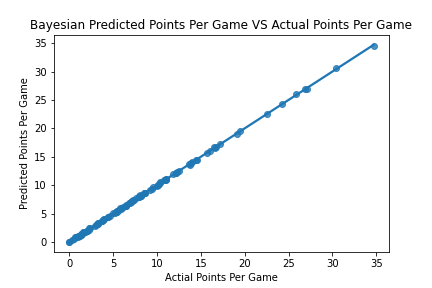 Bayesian Predicted Points Per Game VS Actual Points Per Game
35
30
25
20
15
10
5
0
Predicted Points Per Game
0 5 10 15 20 25 30 35
Actial Points Per Game